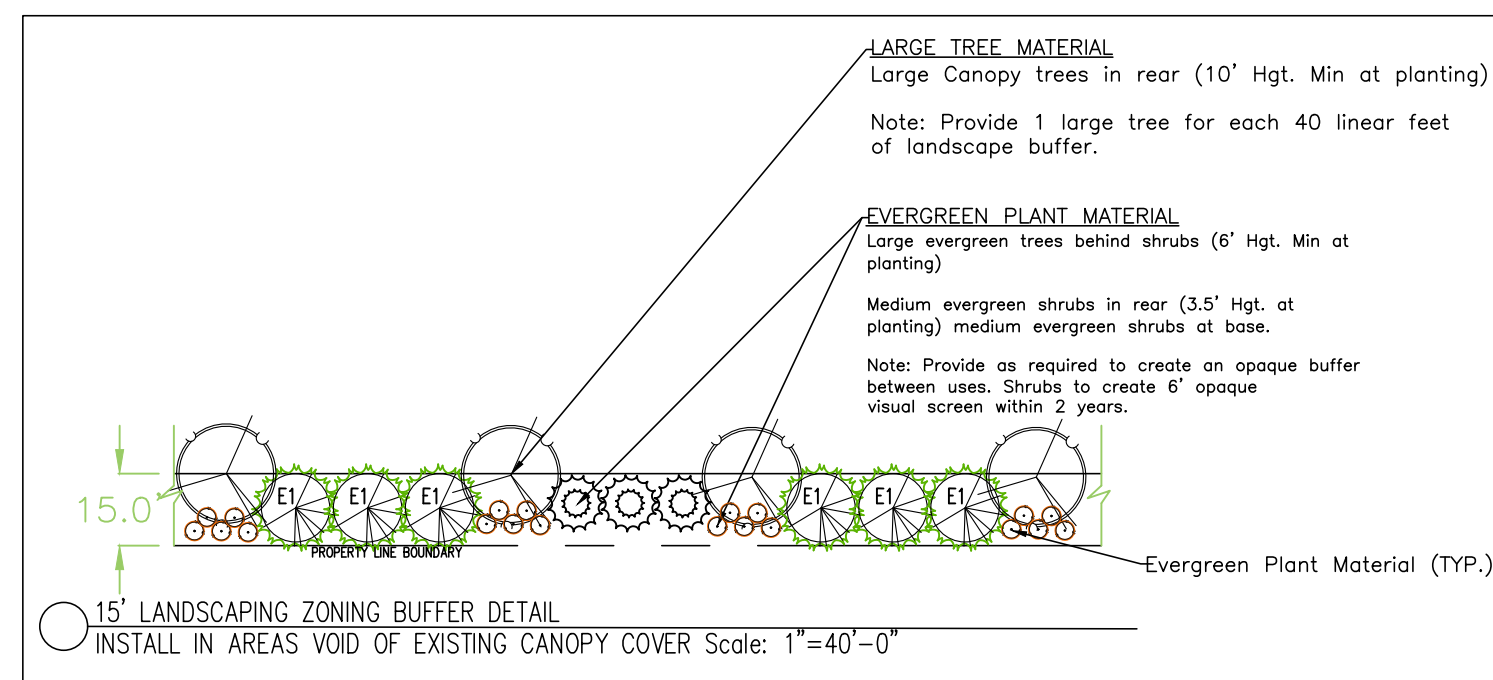 LARGE TREE MATERIAL
Large Canopy trees in rear (10' Hgt. Min at planting)
Note: Provide 1 large tree for each 40 linear feet
of landscape buffer.
EVERGREEN PLANT MATERIAL
Large evergreen trees behind shrubs (6' Hgt. Min at
planting)
Medium evergreen shrubs in rear (3.5' Hgt. at
planting) medium evergreen shrubs at base.
Note: Provide as required to create an opaque buffer
between uses. Shrubs to create 6' opaque
visual screen within 2 years.
E1 E1 E1 E1 E1 E1
15.0'
PROPERTY LINE BOUNDARY
Evergreen Plant Material (TYP.)
15' LANDSCAPING ZONING BUFFER DETAIL
INSTALL IN AREAS VOID OF EXISTING CANOPY COVER Scale: 1"=40'-0"